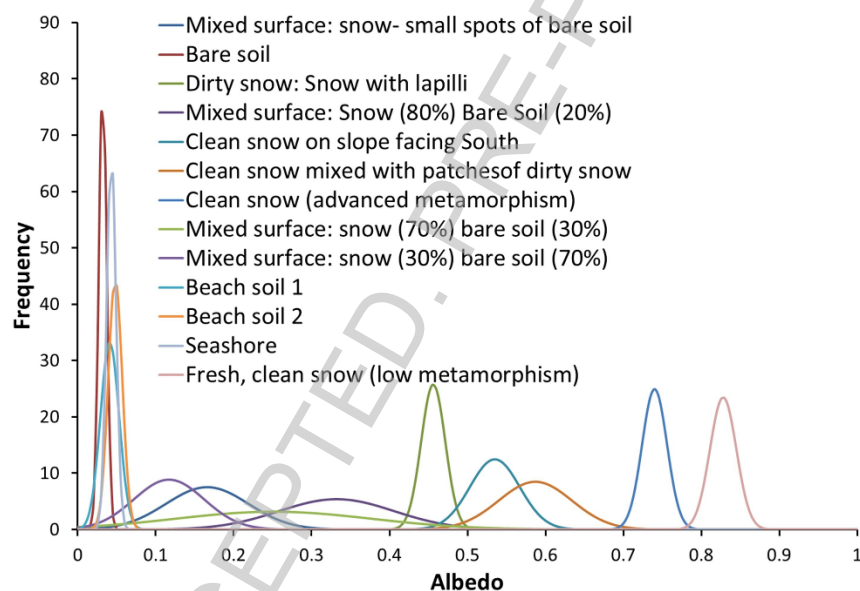 90
80
70
60
50
40
30
20
10
0
Frequency
Mixed surface: snow- small spots of bare soil
Bare soil
Dirty snow: Snow with lapilli
Mixed surface: Snow (80%) Bare Soil (20%)
Clean snow on slope facing South
Clean snow mixed with patchesof dirty snow
Clean snow (advanced metamorphism)
Mixed surface: snow (70%) bare soil (30%)
Mixed surface: snow (30%) bare soil (70%)
Beach soil 1
Beach soil 2
Seashore
Fresh, clean snow (low metamorphism)
0 0.1 0.2 0.3 0.4 0.5 0.6 0.7 0.8 0.9 1
Albedo
CEPTED. PRE-P